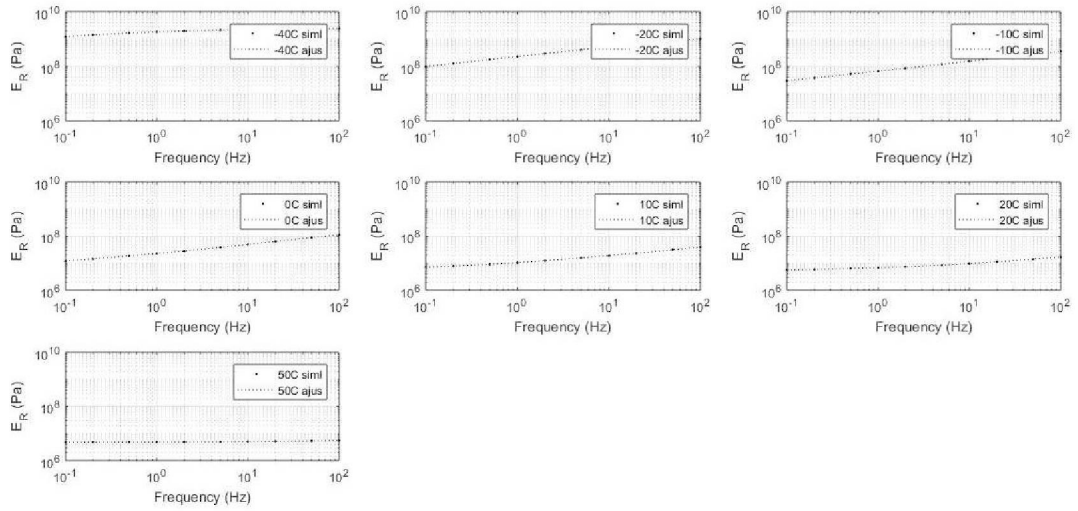 10^10
10^8
10^6
E_R (Pa)
-40C siml
-40C ajus
10^-1 10^0 10^1 10^2
Frequency (Hz)
10^10
10^8
10^6
E_R (Pa)
-20C siml
-20C ajus
10^-1 10^0 10^1 10^2
Frequency (Hz)
10^10
10^8
10^6
E_R (Pa)
-10C siml
-10C ajus
10^-1 10^0 10^1 10^2
Frequency (Hz)
10^10
10^8
10^6
E_R (Pa)
0C siml
0C ajus
10^-1 10^0 10^1 10^2
Frequency (Hz)
10^10
10^8
10^6
E_R (Pa)
10C siml
10C ajus
10^-1 10^0 10^1 10^2
Frequency (Hz)
10^10
10^8
10^6
E_R (Pa)
20C siml
20C ajus
10^-1 10^0 10^1 10^2
Frequency (Hz)
10^10
10^8
10^6
E_R (Pa)
50C siml
50C ajus
10^-1 10^0 10^1 10^2
Frequency (Hz)